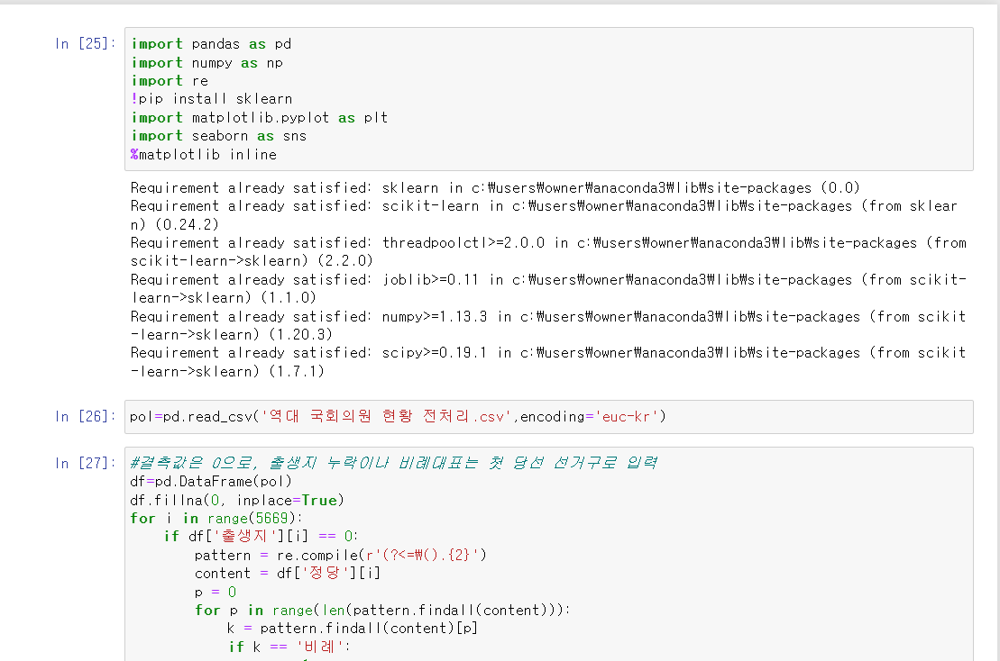 In [25]: import pandas as pd
import numpy as np
import re
!pip install sklearn
import matplotlib.pyplot as plt
import seaborn as sns
%matplotlib inline
Requirement already satisfied: sklearn in c:₩users₩owner₩anaconda3₩lib₩site-packages (0.0)
Requirement already satisfied: scikit-learn in c:₩users₩owner₩anaconda3₩lib₩site-packages (from sklear
n) (0.24.2)
Requirement already satisfied: threadpoolctl>=2.0.0 in c:₩users₩owner₩anaconda3₩lib₩site-packages (from
scikit-learn->sklearn) (2.2.0)
Requirement already satisfied: joblib>=0.11 in c:₩users₩owner₩anaconda3₩lib₩site-packages (from scikit-
learn->sklearn) (1.1.0)
Requirement already satisfied: numpy>=1.13.3 in c:₩users₩owner₩anaconda3₩lib₩site-packages (from scikit
-learn->sklearn) (1.20.3)
Requirement already satisfied: scipy>=0.19.1 in c:₩users₩owner₩anaconda3₩lib₩site-packages (from scikit
-learn->sklearn) (1.7.1)
In [26]: pol=pd.read_csv('역대 국회의원 현황 전처리.csv',encoding='euc-kr')
In [27]: #결측값은 0으로, 출생지 누락이나 비례대표는 첫 당선 선거구로 입력
df=pd.DataFrame(pol)
df.fillna(0, inplace=True)
for i in range(5669):
    if df['출생지'][i] == 0:
        pattern = re.compile(r'(?<=₩().{2}')
        content = df['정당'][i]
        p = 0
        for p in range(len(pattern.findall(content))):
            k = pattern.findall(content)[p]
            if k == '비례':